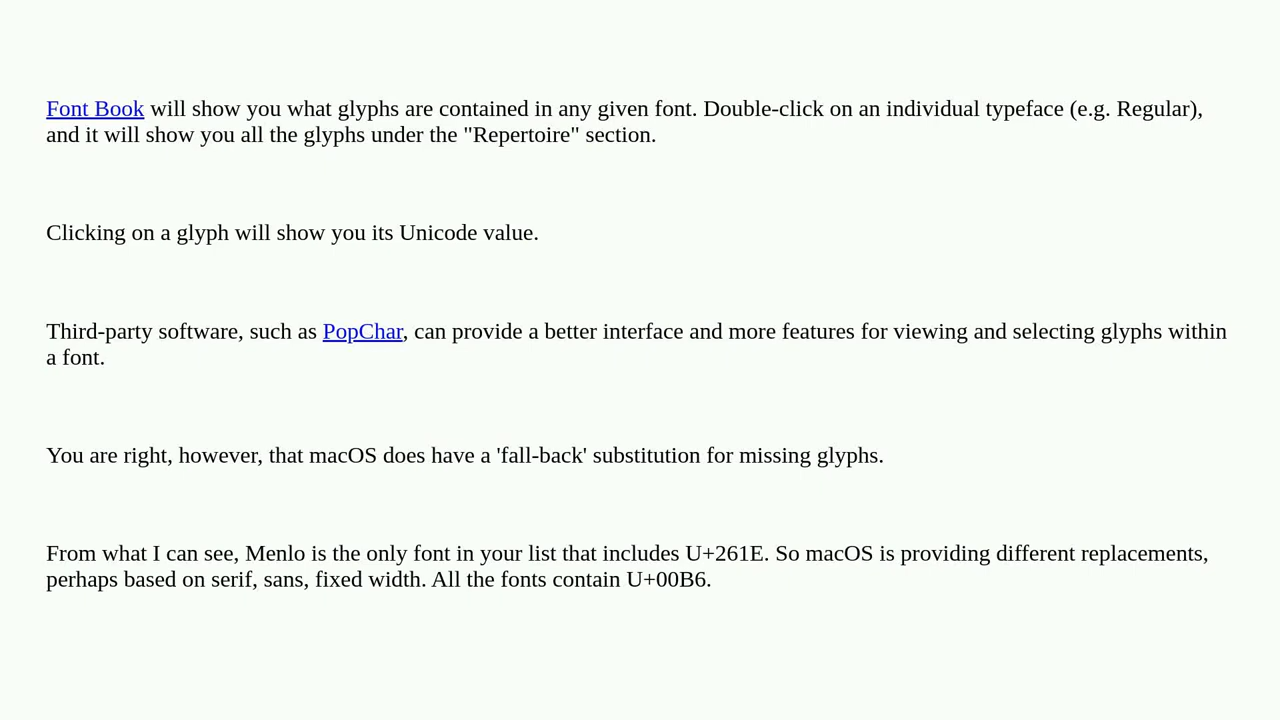 Font Book will show you what glyphs are contained in any given font. Double-click on an individual typeface (e.g. Regular),
and it will show you all the glyphs under the "Repertoire" section.
Clicking on a glyph will show you its Unicode value.
Third-party software, such as PopChar, can provide a better interface and more features for viewing and selecting glyphs within
a font.
You are right, however, that macOS does have a 'fall-back' substitution for missing glyphs.
From what I can see, Menlo is the only font in your list that includes U+261E. So macOS is providing different replacements,
perhaps based on serif, sans, fixed width. All the fonts contain U+00B6.